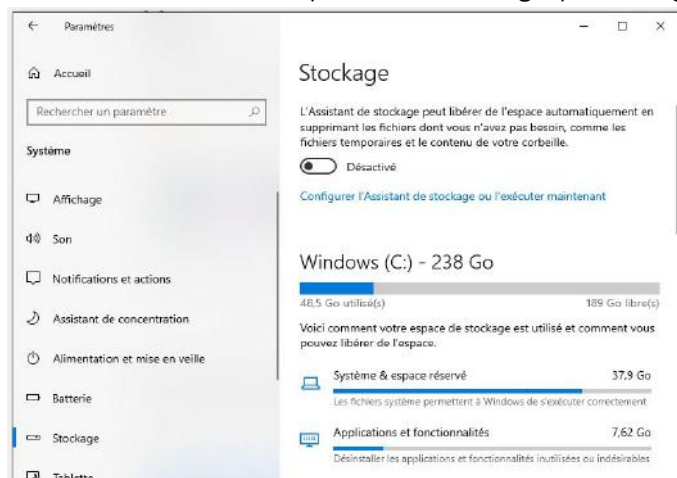 Paramètres
Accueil
Rechercher un paramètre
Système
Affichage
Son
Notifications et actions
Assistant de concentration
Alimentation et mise en veille
Batterie
Stockage
Tablette
Stockage
L'Assistant de stockage peut libérer de l'espace automatiquement en
supprimant les fichiers dont vous n'avez pas besoin, comme les
fichiers temporaires et le contenu de votre corbeille.
Désactivé
Configurer l'Assistant de stockage ou l'exécuter maintenant
Windows (C:) - 238 Go
48,5 Go utilisé(s) 189 Go libre(s)
Voici comment votre espace de stockage est utilisé et comment vous
pouvez libérer de l'espace.
Système & espace réservé 37,9 Go
Les fichiers système permettent à Windows de s'exécuter correctement
Applications et fonctionnalités 7,62 Go
Désinstaller les applications et fonctionnalités inutilisées ou indésirables